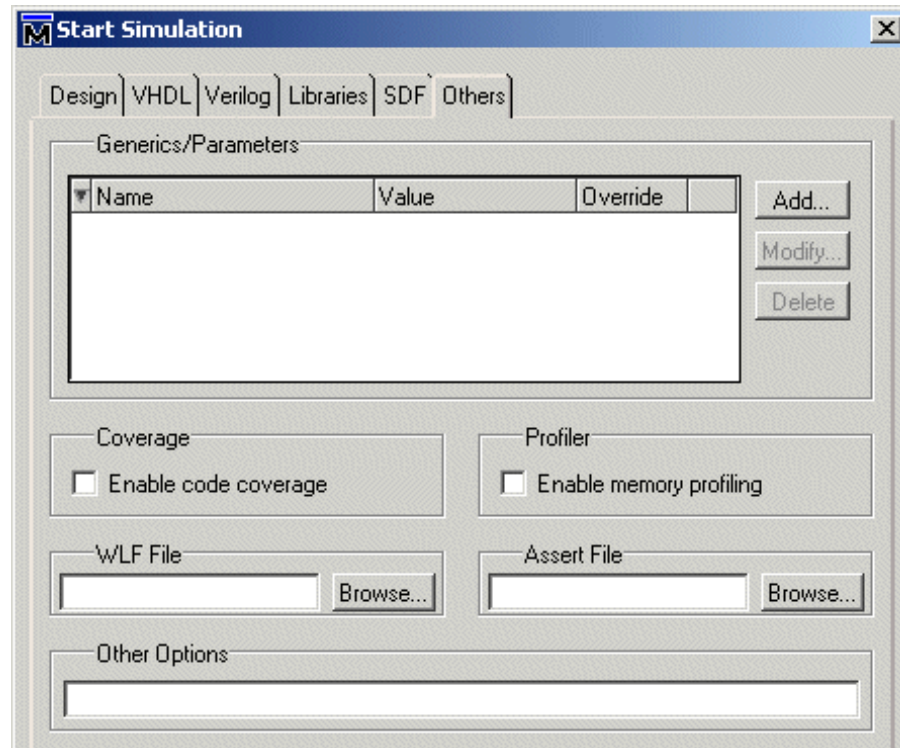 Start Simulation
Design VHDL Verilog Libraries SDF Others
Generics/Parameters
Name Value Override
Add...
Modify...
Delete
Coverage Profiler
Enable code coverage Enable memory profiling
WLF File Assert File
Browse... Browse...
Other Options